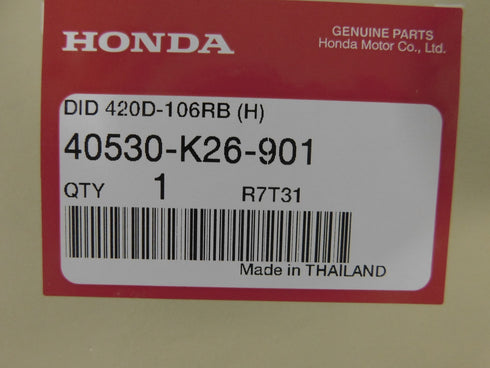 HONDA
GENUINE PARTS
Honda Motor Co., Ltd.
DID 420D-106RB (H)
40530-K26-901
QTY 1 R7T31
Made in THAILAND